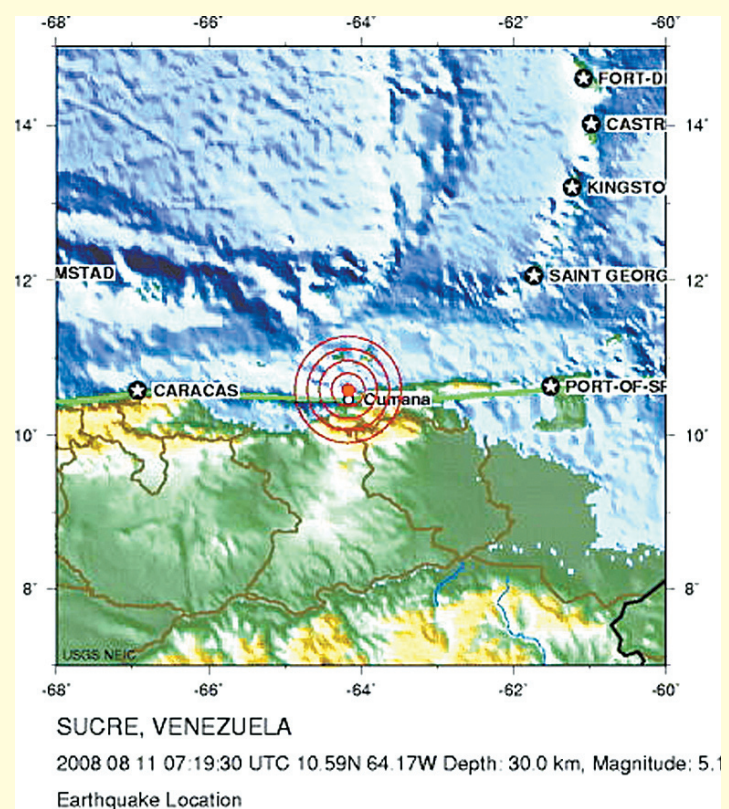 -68˚ -66˚ -64˚ -62˚ -60˚
FORT-D
14˚ CASTR 14˚
KINGSTO
MSTAD
12˚ SAINT GEORG 12˚
CARACAS Cumana PORT-OF-SP
10˚ 10˚
8˚ 8˚
USGS NEIC
-68˚ -66˚ -64˚ -62˚ -60˚
SUCRE, VENEZUELA
2008 08 11 07:19:30 UTC 10.59N 64.17W Depth: 30.0 km, Magnitude: 5.1
Earthquake Location